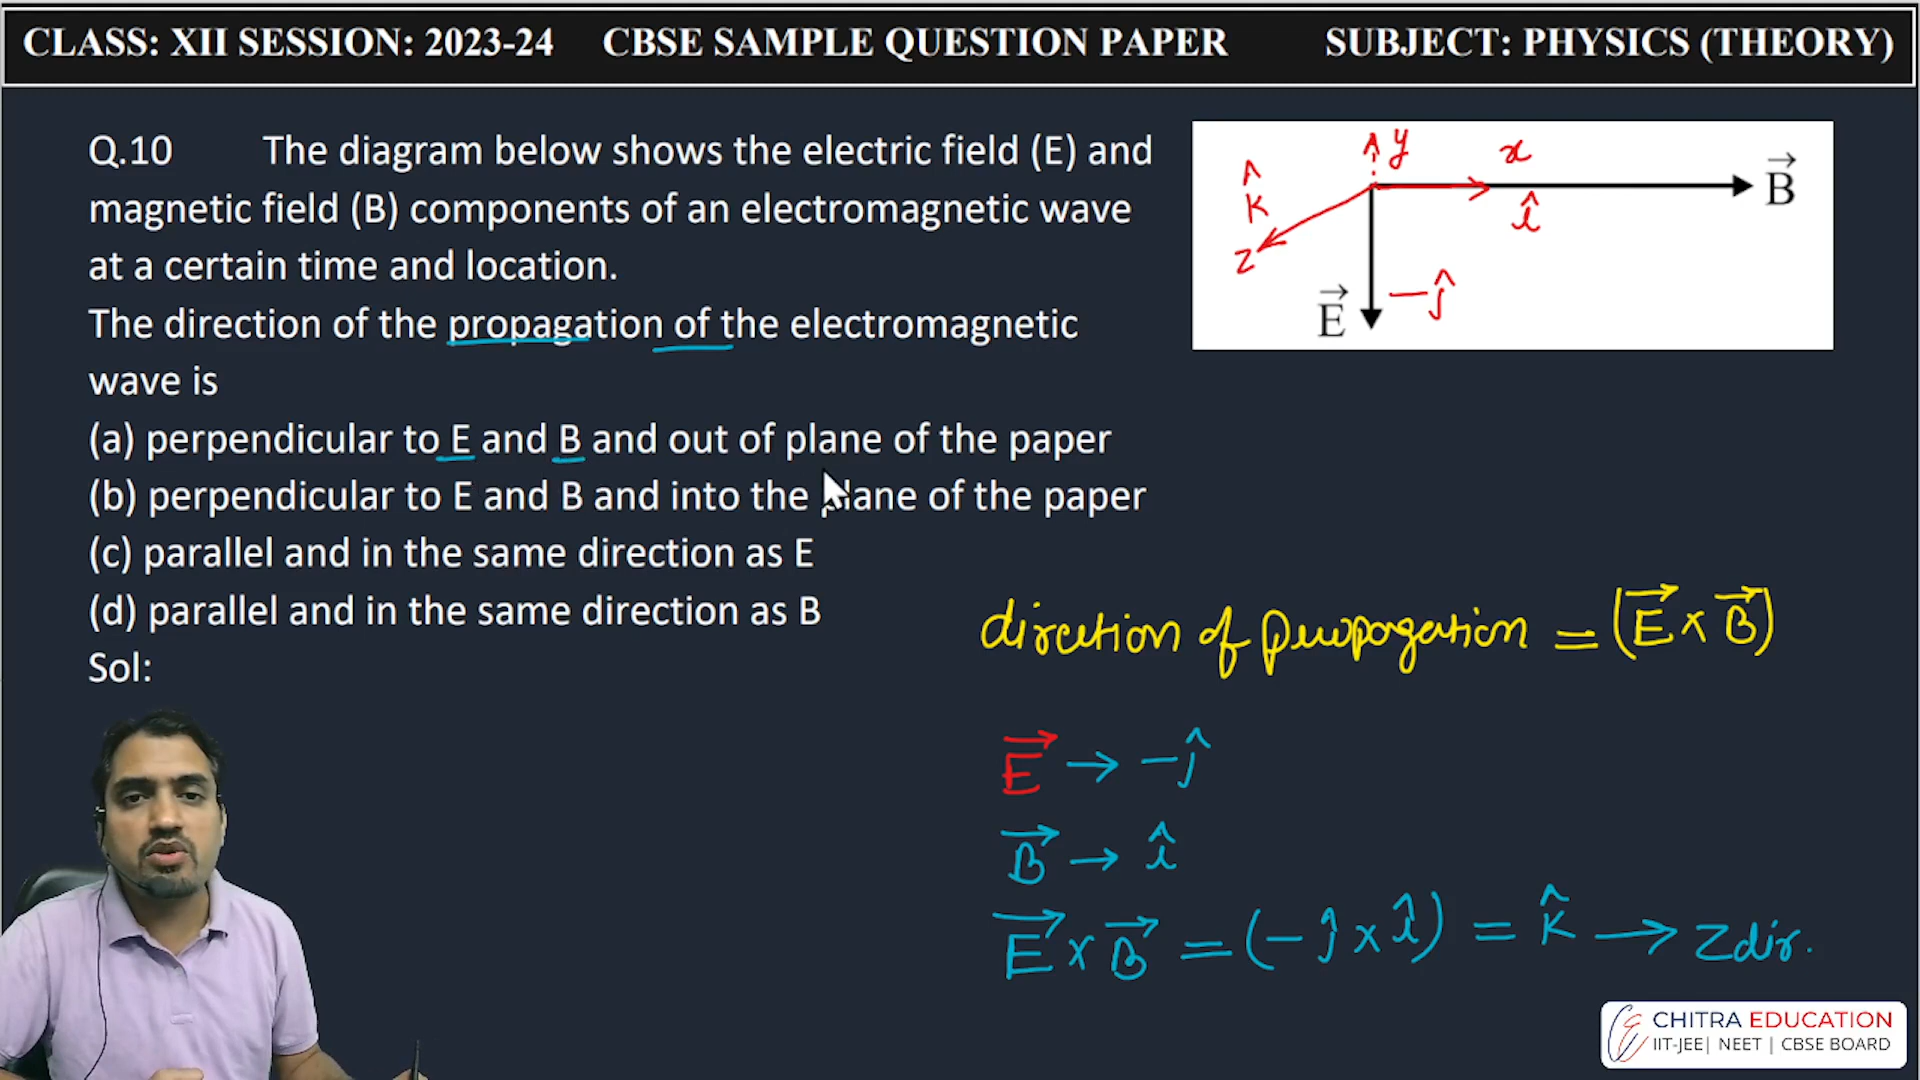 CLASS: XII SESSION: 2023-24 CBSE SAMPLE QUESTION PAPER SUBJECT: PHYSICS (THEORY)
Q.10 The diagram below shows the electric field (E) and
magnetic field (B) components of an electromagnetic wave
at a certain time and location.
The direction of the propagation of the electromagnetic
wave is
(a) perpendicular to E and B and out of plane of the paper
(b) perpendicular to E and B and into the plane of the paper
(c) parallel and in the same direction as E
(d) parallel and in the same direction as B
Sol:
y
x
k̂
î
B⃗
z
E⃗
-ĵ
direction of propogation = (E⃗ x B⃗)
E⃗ → -ĵ
B⃗ → î
E⃗ x B⃗ = (-ĵ x î) = k̂ → Z dir.
CHITRA EDUCATION
IIT-JEE| NEET | CBSE BOARD